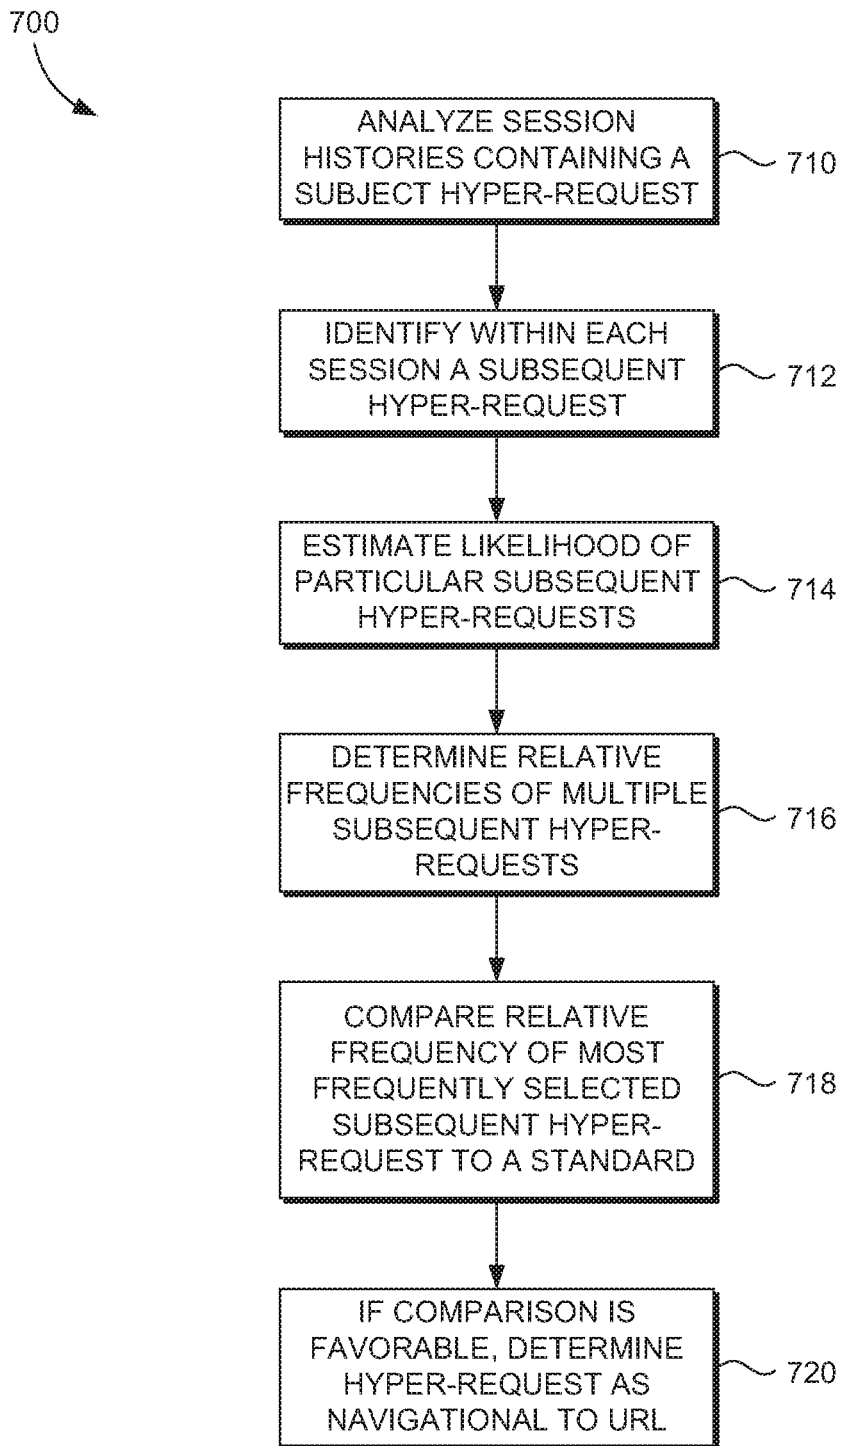 700
ANALYZE SESSION
HISTORIES CONTAINING A
SUBJECT HYPER-REQUEST
710
IDENTIFY WITHIN EACH
SESSION A SUBSEQUENT
HYPER-REQUEST
712
ESTIMATE LIKELIHOOD OF
PARTICULAR SUBSEQUENT
HYPER-REQUESTS
714
DETERMINE RELATIVE
FREQUENCIES OF MULTIPLE
SUBSEQUENT HYPER-
REQUESTS
716
COMPARE RELATIVE
FREQUENCY OF MOST
FREQUENTLY SELECTED
SUBSEQUENT HYPER-
REQUEST TO A STANDARD
718
IF COMPARISON IS
FAVORABLE, DETERMINE
HYPER-REQUEST AS
NAVIGATIONAL TO URL
720